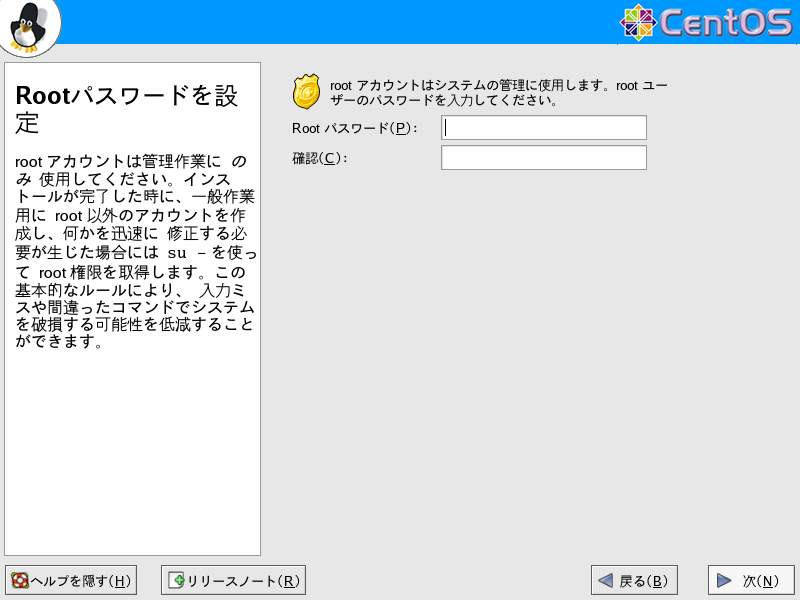 CentOS
Rootパスワードを設
定
root アカウントは管理作業に のみ 使用してください。インス
トールが完了した時に、一般作業
用に root 以外のアカウントを作
成し、何かを迅速に 修正する必
要が生じた場合には su - を使っ
て root 権限を取得します。この
基本的なルールにより、 入力ミ
スや間違ったコマンドでシステム
を破損する可能性を低減すること
ができます。
root アカウントはシステムの管理に使用します。root ユー
ザーのパスワードを入力してください。
Root パスワード(P):
確認(C):
ヘルプを隠す(H)
リリースノート(R)
戻る(B)
次(N)